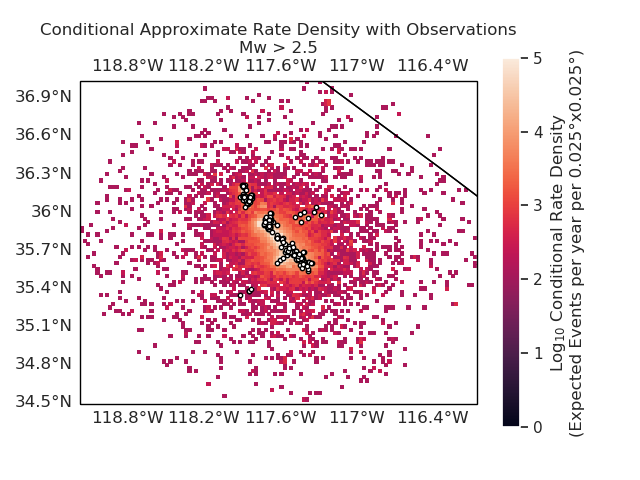 Conditional Approximate Rate Density with Observations
Mw > 2.5
118.8°W 118.2°W 117.6°W 117°W 116.4°W
36.9°N
36.6°N
36.3°N
36°N
35.7°N
35.4°N
35.1°N
34.8°N
34.5°N
118.8°W 118.2°W 117.6°W 117°W 116.4°W
5
4
3
2
1
0
Log₁₀ Conditional Rate Density
(Expected Events per year per 0.025°x0.025°)